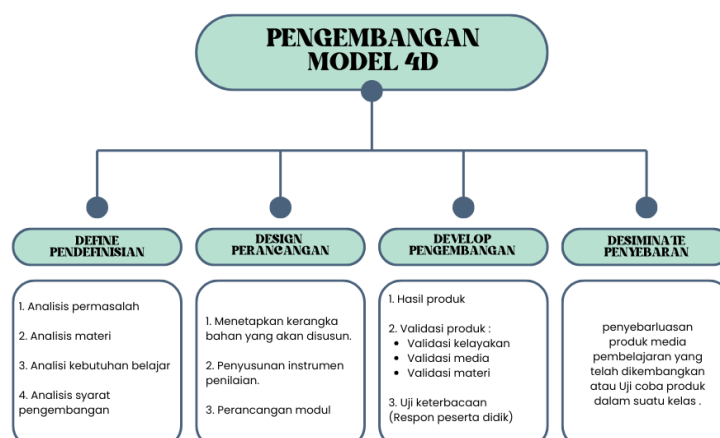 PENGEMBANGAN
MODEL 4D
DEFINE
PENDEFINISIAN
1. Analisis permasalah
2. Analisis materi
3. Analisi kebutuhan belajar
4. Analisis syarat
pengembangan
DESIGN
PERANCANGAN
1. Menetapkan kerangka
bahan yang akan disusun.
2. Penyusunan instrumen
penilaian.
3. Perancangan modul
DEVELOP
PENGEMBANGAN
1. Hasil produk
2. Validasi produk :
• Validasi kelayakan
• Validasi media
• Validasi materi
3. Uji keterbacaan
(Respon peserta didik)
DESIMINATE
PENYEBARAN
penyebarluasan
produk media
pembelajaran yang
telah dikembangkan
atau Uji coba produk
dalam suatu kelas .